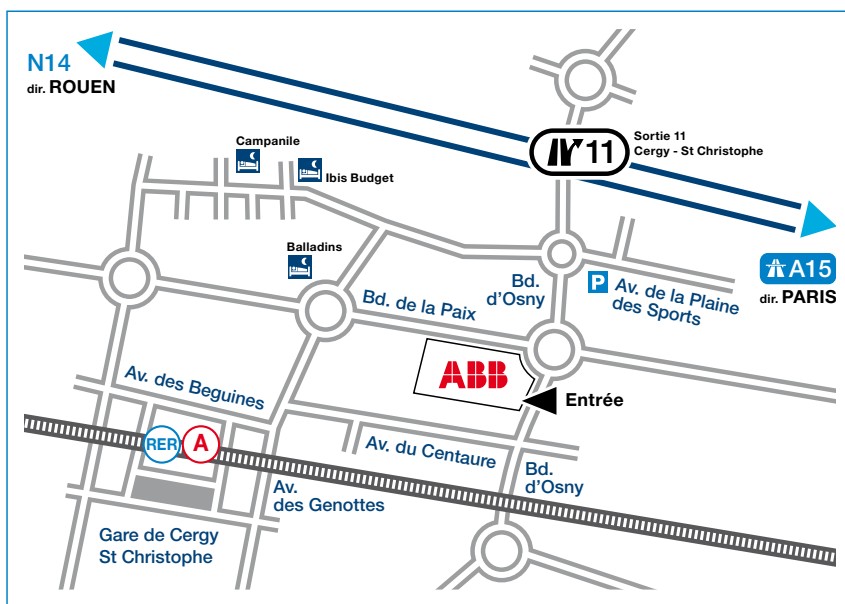 N14
dir. ROUEN
11
Sortie 11
Cergy - St Christophe
Campanile
Ibis Budget
Balladins
A15
dir. PARIS
P
Bd.
d'Osny
Av. de la Plaine
des Sports
Bd. de la Paix
ABB
Entrée
Av. des Beguines
RER
A
Av. du Centaure
Bd.
d'Osny
Av.
des Genottes
Gare de Cergy
St Christophe